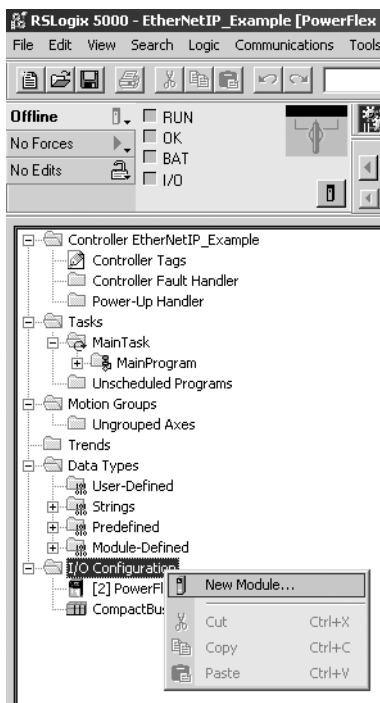 RSLogix 5000 - EtherNetIP_Example [PowerFlex
File Edit View Search Logic Communications Tools
Offline
RUN
No Forces
OK
No Edits
BAT
I/O
Controller EtherNetIP_Example
Controller Tags
Controller Fault Handler
Power-Up Handler
Tasks
MainTask
MainProgram
Unscheduled Programs
Motion Groups
Ungrouped Axes
Trends
Data Types
User-Defined
Strings
Predefined
Module-Defined
I/O Configuration
New Module...
[2] PowerFl
CompactBu
Cut Ctrl+X
Copy Ctrl+C
Paste Ctrl+V